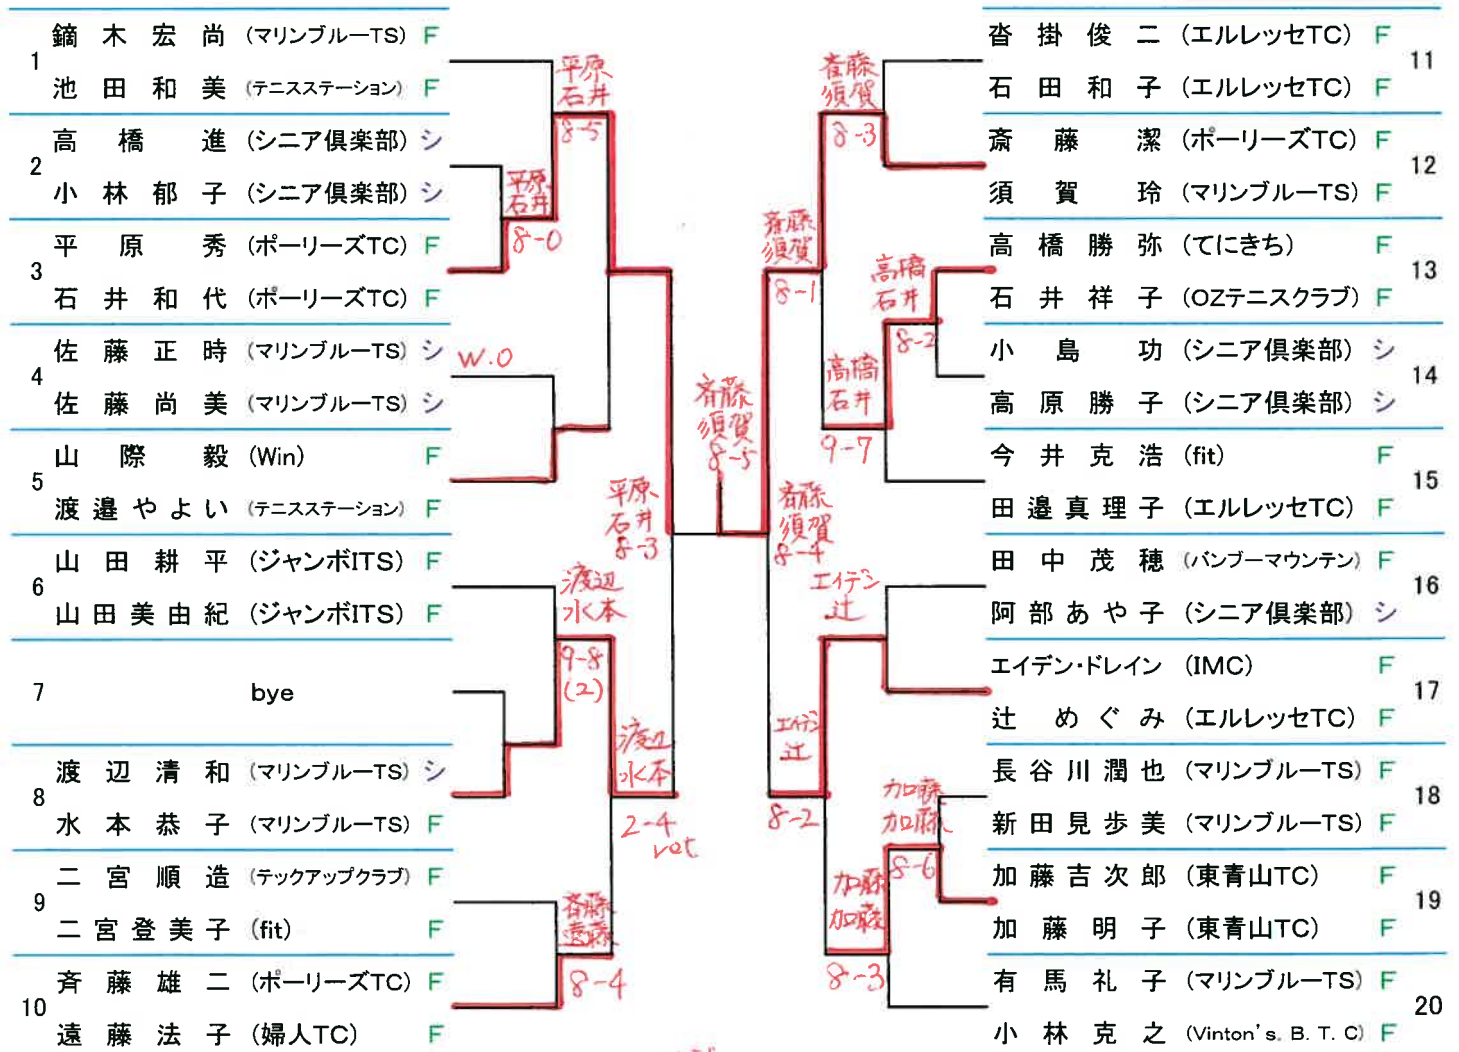 1
鏑木宏尚 (マリンブルーTS) F
池田和美 (テニスステーション) F
2
高橋進 (シニア倶楽部) シ
小林郁子 (シニア倶楽部) シ
3
平原秀 (ポーリーズTC) F
石井和代 (ポーリーズTC) F
4
佐藤正時 (マリンブルーTS) シ
佐藤尚美 (マリンブルーTS) シ
5
山際毅 (Win) F
渡邉やよい (テニスステーション) F
6
山田耕平 (ジャンボITS) F
山田美由紀 (ジャンボITS) F
7
bye
8
渡辺清和 (マリンブルーTS) シ
水本恭子 (マリンブルーTS) F
9
二宮順造 (テックアップクラブ) F
二宮登美子 (fit) F
10
斉藤雄二 (ポーリーズTC) F
遠藤法子 (婦人TC) F
平原
石井
8-5
平原
石井
8-0
W.O
平原
石井
8-3
渡辺
水本
9-8
(2)
渡辺
水本
2-4
ret
斉藤
遠藤
8-4
斉藤
須賀
8-5
斉藤
須賀
8-3
斉藤
須賀
8-1
高橋
石井
8-2
高橋
石井
9-7
斉藤
須賀
8-4
エイデン
辻
エイデン
辻
8-2
加藤
加藤
8-6
加藤
加藤
8-3
沓掛俊二 (エルレッセTC) F
石田和子 (エルレッセTC) F
11
斎藤潔 (ポーリーズTC) F
須賀玲 (マリンブルーTS) F
12
高橋勝弥 (てにきち) F
石井祥子 (OZテニスクラブ) F
13
小島功 (シニア倶楽部) シ
高原勝子 (シニア倶楽部) シ
14
今井克浩 (fit) F
田邉真理子 (エルレッセTC) F
15
田中茂穂 (バンブーマウンテン) F
阿部あや子 (シニア倶楽部) シ
16
エイデン・ドレイン (IMC) F
辻めぐみ (エルレッセTC) F
17
長谷川潤也 (マリンブルーTS) F
新田見歩美 (マリンブルーTS) F
18
加藤吉次郎 (東青山TC) F
加藤明子 (東青山TC) F
19
有馬礼子 (マリンブルーTS) F
小林克之 (Vinton's. B. T. C) F
20